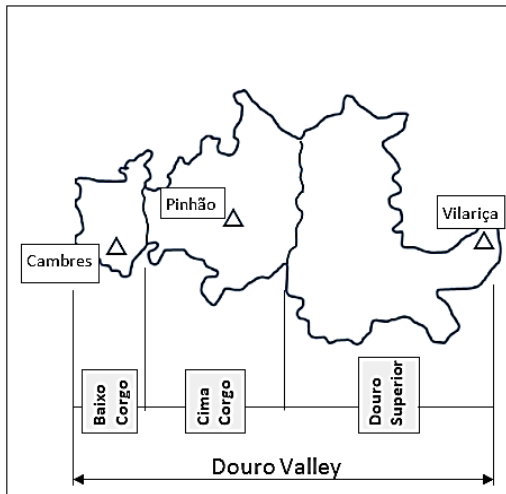 Pinhão
Vilariça
Cambres
Baixo
Corgo
Cima
Corgo
Douro
Superior
Douro Valley